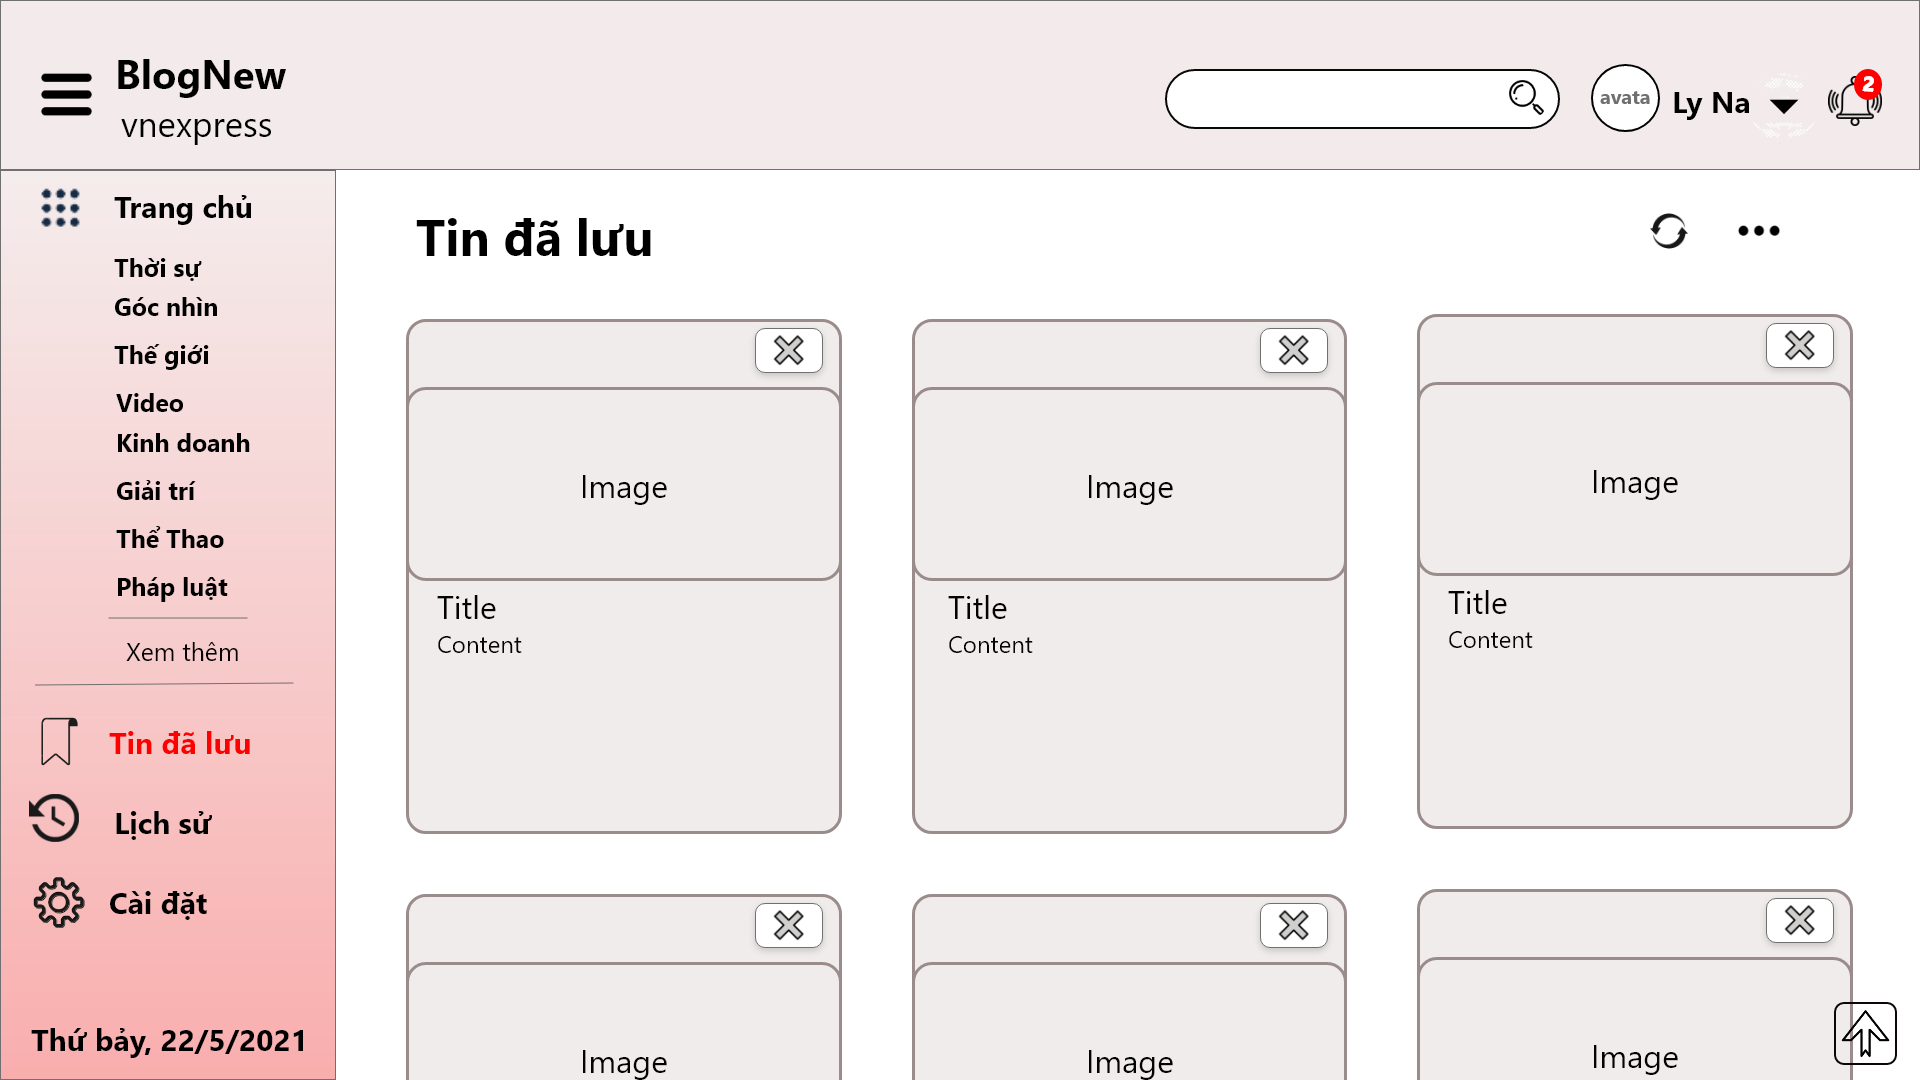 BlogNew
vnexpress
avata
Ly Na
2
Trang chủ
Thời sự
Góc nhìn
Thế giới
Video
Kinh doanh
Giải trí
Thể Thao
Pháp luật
Xem thêm
Tin đã lưu
Lịch sử
Cài đặt
Thứ bảy, 22/5/2021
Tin đã lưu
Image
Title
Content
Image
Title
Content
Image
Title
Content
Image
Image
Image